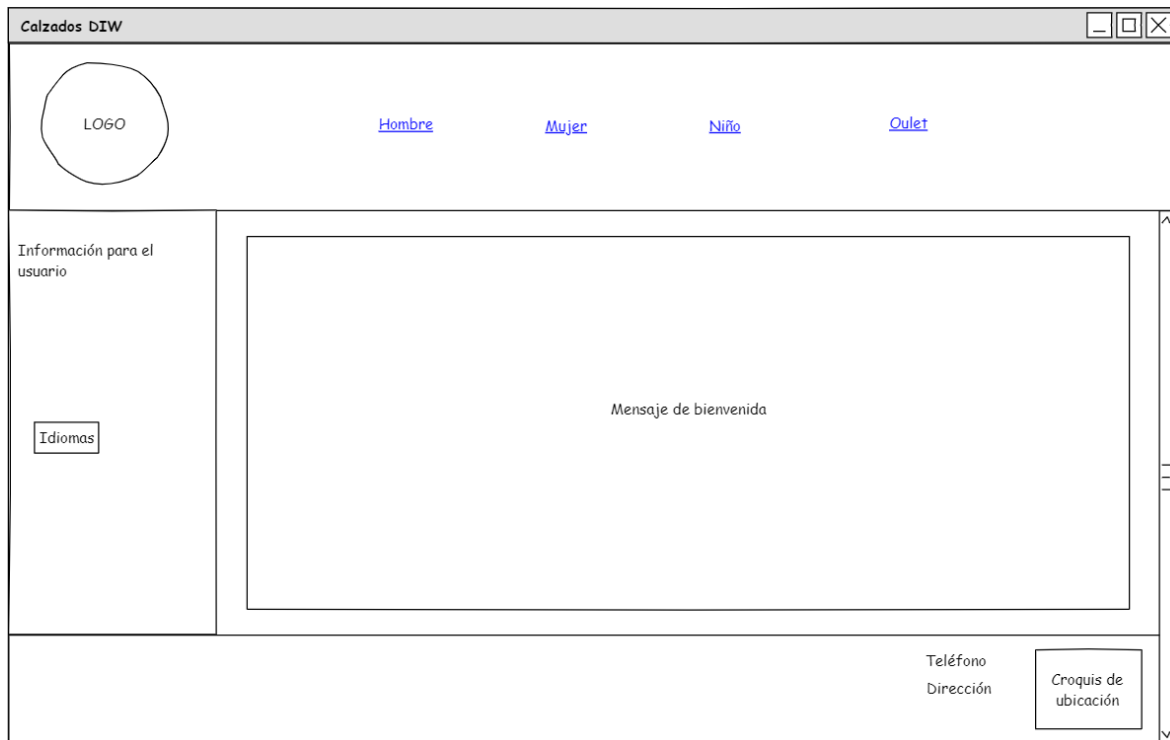 Calzados DIW
LOGO
Hombre
Mujer
Niño
Oulet
Información para el
usuario
Idiomas
Mensaje de bienvenida
Teléfono
Dirección
Croquis de
ubicación